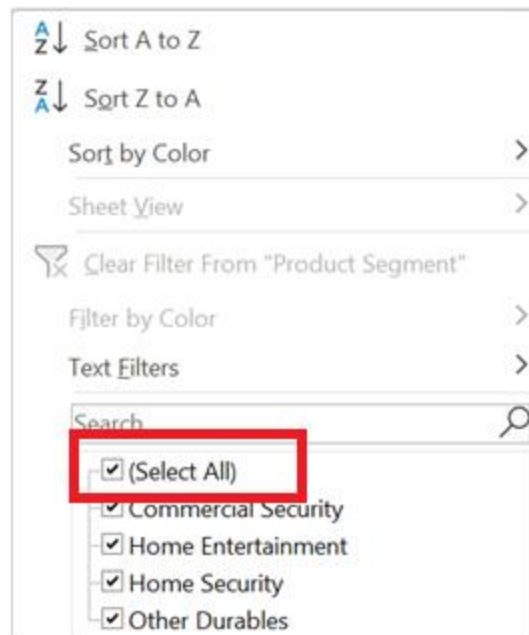 Sort A to Z
Sort Z to A
Sort by Color
Sheet View
Clear Filter From "Product Segment"
Filter by Color
Text Filters
Search
(Select All)
Commercial Security
Home Entertainment
Home Security
Other Durables